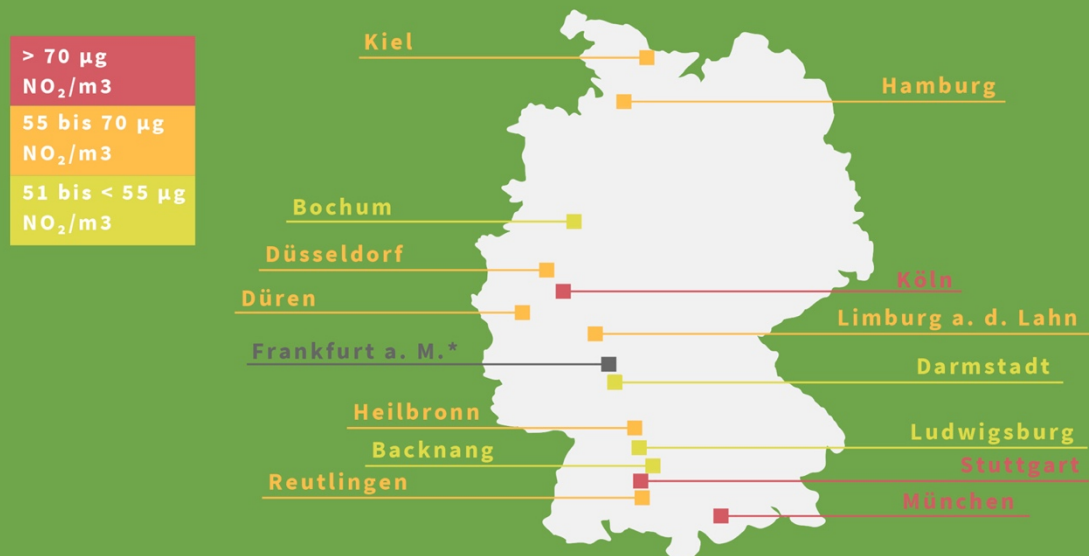 > 70 µg
NO₂/m3
55 bis 70 µg
NO₂/m3
51 bis < 55 µg
NO₂/m3
Kiel
Hamburg
Bochum
Düsseldorf
Köln
Düren
Limburg a. d. Lahn
Frankfurt a. M.*
Darmstadt
Heilbronn
Ludwigsburg
Backnang
Stuttgart
Reutlingen
München